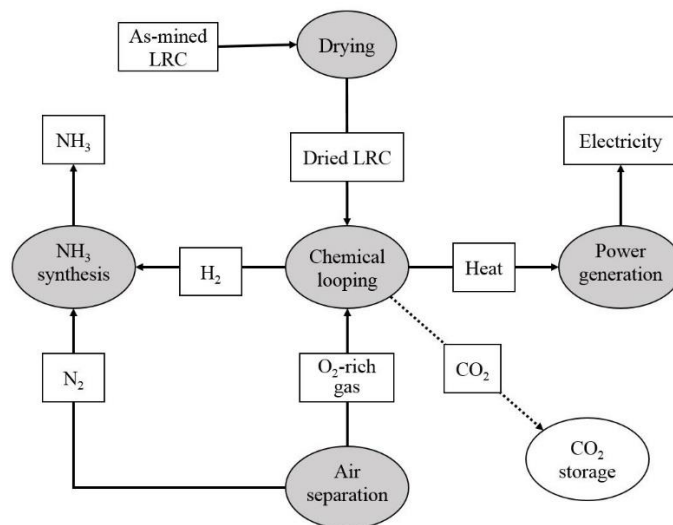 As-mined
LRC
Drying
NH₃
Dried LRC
Electricity
NH₃
synthesis
H₂
Chemical
looping
Heat
Power
generation
N₂
O₂-rich
gas
CO₂
Air
separation
CO₂
storage